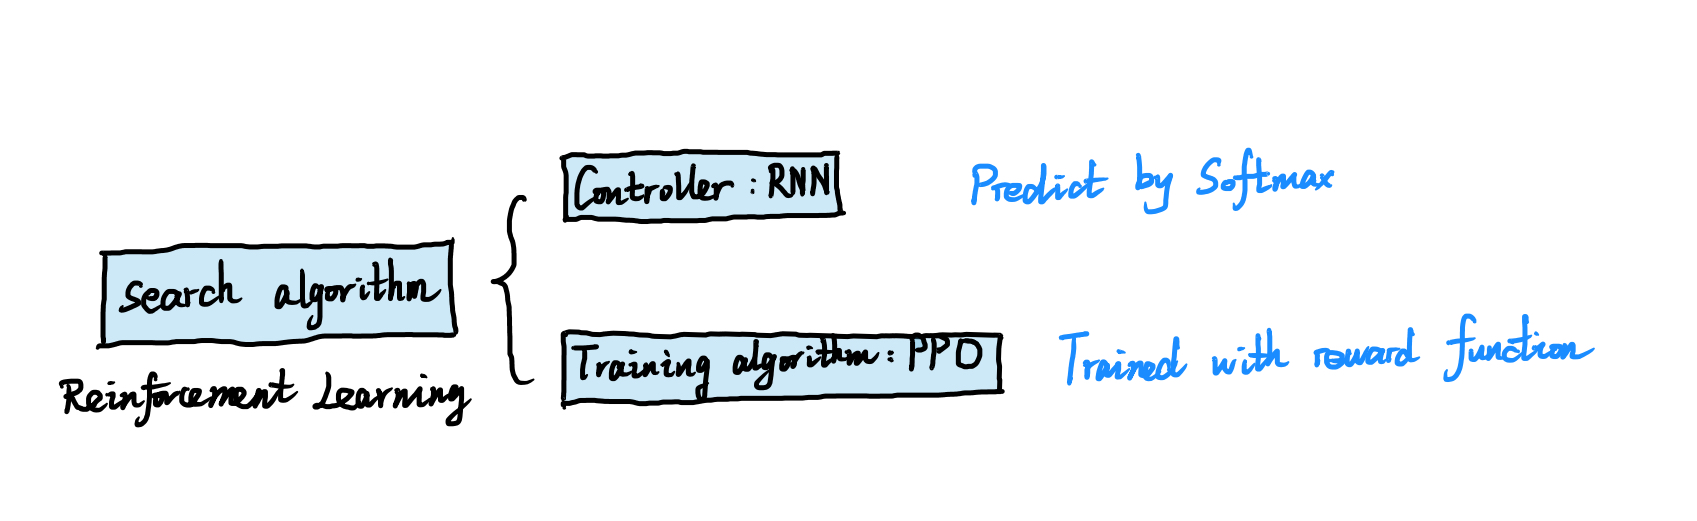 Controller : RNN
Predict by Softmax
Search algorithm
Reinforcement Learning
Training algorithm: PPO
Trained with reward function